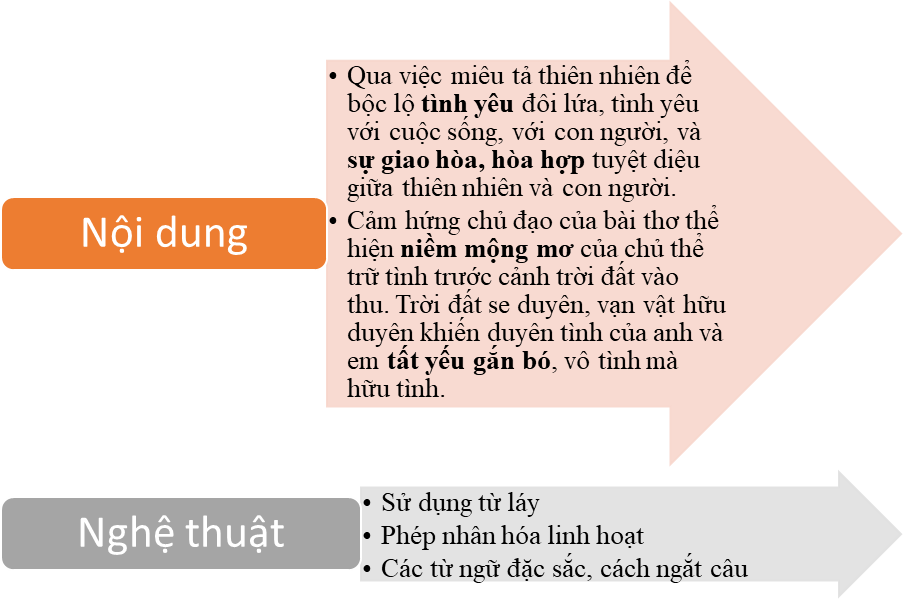 Nội dung
• Qua việc miêu tả thiên nhiên để
bộc lộ tình yêu đôi lứa, tình yêu
với cuộc sống, với con người, và
sự giao hòa, hòa hợp tuyệt diệu
giữa thiên nhiên và con người.
• Cảm hứng chủ đạo của bài thơ thể
hiện niềm mộng mơ của chủ thể
trữ tình trước cảnh trời đất vào
thu. Trời đất se duyên, vạn vật hữu
duyên khiến duyên tình của anh và
em tất yếu gắn bó, vô tình mà
hữu tình.
Nghệ thuật
• Sử dụng từ láy
• Phép nhân hóa linh hoạt
• Các từ ngữ đặc sắc, cách ngắt câu